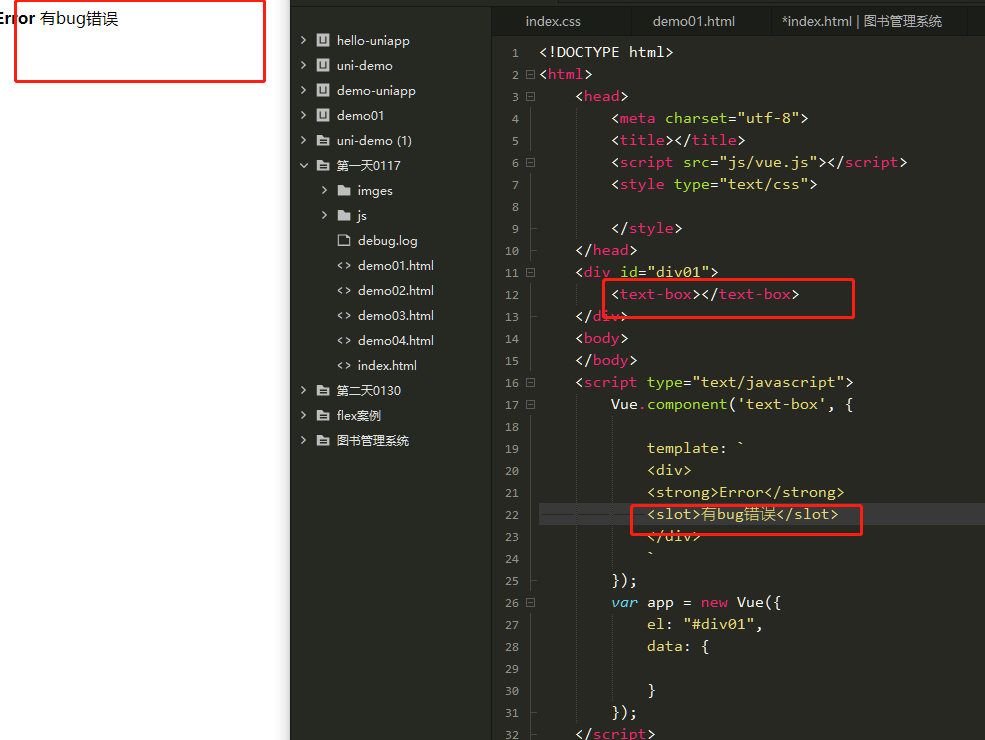 Error 有bug错误
hello-uniapp
uni-demo
demo-uniapp
demo01
uni-demo (1)
第一天0117
imges
js
debug.log
demo01.html
demo02.html
demo03.html
demo04.html
index.html
第二天0130
flex案例
图书管理系统
index.css demo01.html *index.html | 图书管理系统
1 <!DOCTYPE html>
2 <html>
3 <head>
4 <meta charset="utf-8">
5 <title></title>
6 <script src="js/vue.js"></script>
7 <style type="text/css">
8
9 </style>
10 </head>
11 <div id="div01">
12 <text-box></text-box>
13 </div>
14 <body>
15 </body>
16 <script type="text/javascript">
17 Vue.component('text-box', {
18
19 template: `
20 <div>
21 <strong>Error</strong>
22 <slot>有bug错误</slot>
23 </div>
24 `
25 });
26 var app = new Vue({
27 el: "#div01",
28 data: {
29
30 }
31 });
32 </script>